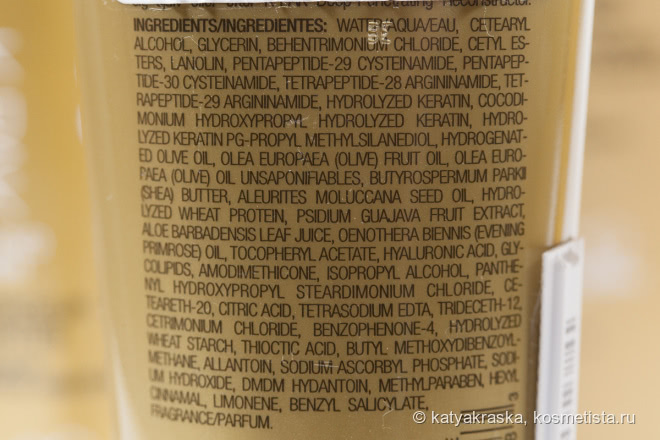 Deep-Penetrating Reconstructor.
INGREDIENTS/INGREDIENTES: WATER/AQUA/EAU, CETEARYL
ALCOHOL, GLYCERIN, BEHENTRIMONIUM CHLORIDE, CETYL ES-
TERS, LANOLIN, PENTAPEPTIDE-29 CYSTEINAMIDE, PENTAPEP-
TIDE-30 CYSTEINAMIDE, TETRAPEPTIDE-28 ARGININAMIDE, TET-
RAPEPTIDE-29 ARGININAMIDE, HYDROLYZED KERATIN, COCODI-
MONIUM HYDROXYPROPYL HYDROLYZED KERATIN, HYDRO-
LYZED KERATIN PG-PROPYL METHYLSILANEDIOL, HYDROGENAT-
ED OLIVE OIL, OLEA EUROPAEA (OLIVE) FRUIT OIL, OLEA EURO-
PAEA (OLIVE) OIL UNSAPONIFIABLES, BUTYROSPERMUM PARKII
(SHEA) BUTTER, ALEURITES MOLUCCANA SEED OIL, HYDRO-
LYZED WHEAT PROTEIN, PSIDIUM GUAJAVA FRUIT EXTRACT,
ALOE BARBADENSIS LEAF JUICE, OENOTHERA BIENNIS (EVENING
PRIMROSE) OIL, TOCOPHERYL ACETATE, HYALURONIC ACID, GLY-
COLIPIDS, AMODIMETHICONE, ISOPROPYL ALCOHOL, PANTHE-
NYL HYDROXYPROPYL STEARDIMONIUM CHLORIDE, CE-
TEARETH-20, CITRIC ACID, TETRASODIUM EDTA, TRIDECETH-12,
CETRIMONIUM CHLORIDE, BENZOPHENONE-4, HYDROLYZED
WHEAT STARCH, THIOCTIC ACID, BUTYL METHOXYDIBENZOYL-
METHANE, ALLANTOIN, SODIUM ASCORBYL PHOSPHATE, SODI-
UM HYDROXIDE, DMDM HYDANTOIN, METHYLPARABEN, HEXYL
CINNAMAL, LIMONENE, BENZYL SALICYLATE,
FRAGRANCE/PARFUM.
© katyakraska, kosmetista.ru